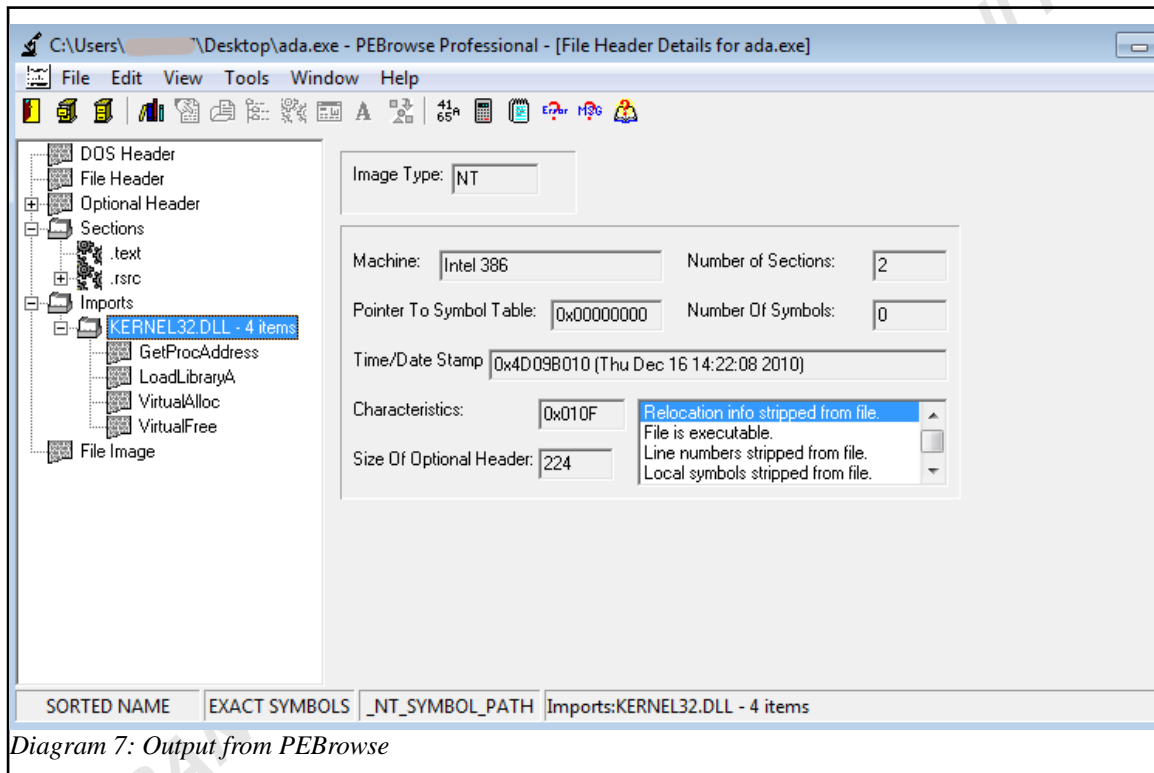 C:\Users\ 7\Desktop\ada.exe - PEBrowse Professional - [File Header Details for ada.exe]
File Edit View Tools Window Help
41 65 A Error MSG
DOS Header
File Header
Optional Header
Sections
.text
.rsrc
Imports
KERNEL32.DLL - 4 items
GetProcAddress
LoadLibraryA
VirtualAlloc
VirtualFree
File Image
Image Type: NT
Machine: Intel 386 Number of Sections: 2
Pointer To Symbol Table: 0x00000000 Number Of Symbols: 0
Time/Date Stamp 0x4D09B010 (Thu Dec 16 14:22:08 2010)
Characteristics: 0x010F
Relocation info stripped from file.
File is executable.
Line numbers stripped from file.
Local symbols stripped from file.
Size Of Optional Header: 224
SORTED NAME EXACT SYMBOLS _NT_SYMBOL_PATH Imports:KERNEL32.DLL - 4 items
Diagram 7: Output from PEBrowse